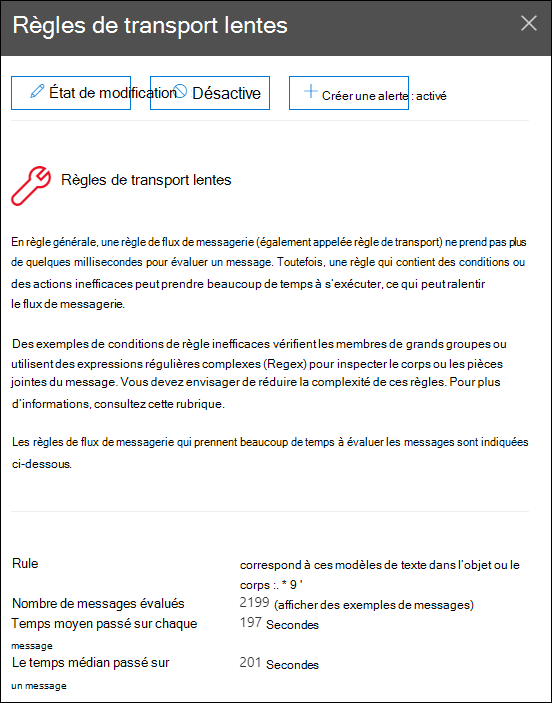 Règles de transport lentes
État de modification
Désactive
Créer une alerte : activé
Règles de transport lentes
En règle générale, une règle de flux de messagerie (également appelée règle de transport) ne prend pas plus
de quelques millisecondes pour évaluer un message. Toutefois, une règle qui contient des conditions ou
des actions inefficaces peut prendre beaucoup de temps à s'exécuter, ce qui peut ralentir
le flux de messagerie.
Des exemples de conditions de règle inefficaces vérifient les membres de grands groupes ou
utilisent des expressions régulières complexes (Regex) pour inspecter le corps ou les pièces
jointes du message. Vous devez envisager de réduire la complexité de ces règles. Pour plus
d'informations, consultez cette rubrique.
Les règles de flux de messagerie qui prennent beaucoup de temps à évaluer les messages sont indiquées
ci-dessous.
Rule
correspond à ces modèles de texte dans l'objet ou le
corps :. * 9 '
Nombre de messages évalués
2199 (afficher des exemples de messages)
Temps moyen passé sur chaque
message
197 Secondes
Le temps médian passé sur
un message
201 Secondes